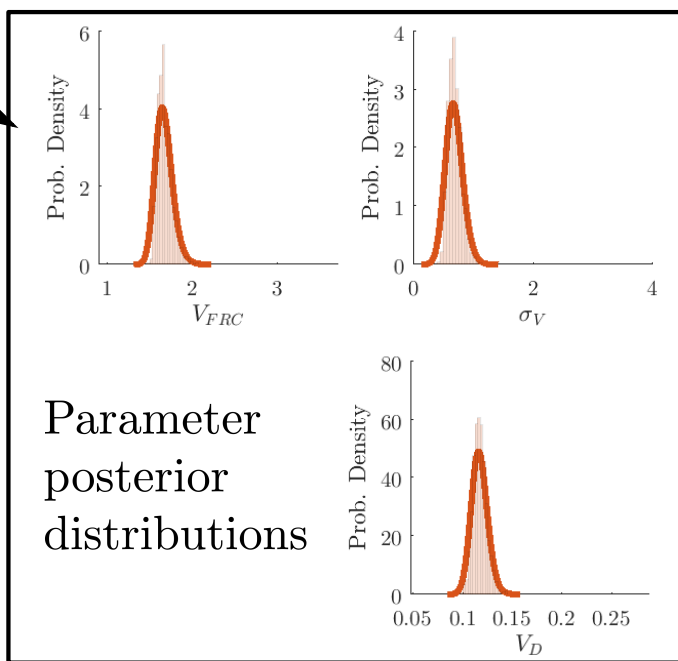 6
4
2
0
Prob. Density
1 2 3
V_{FRC}
4
3
2
1
0
Prob. Density
0 2 4
σ_V
Parameter
posterior
distributions
80
60
40
20
0
Prob. Density
0.05 0.1 0.15 0.2 0.25
V_D